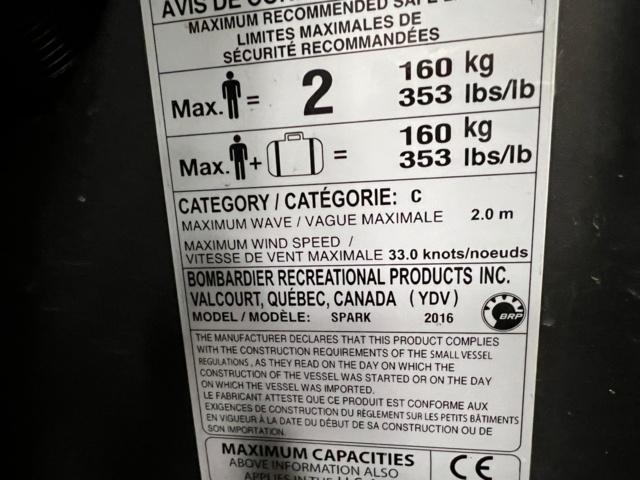 AVIS DE
MAXIMUM RECOMMENDED SAFE
LIMITES MAXIMALES DE
SÉCURITÉ RECOMMANDÉES
Max. = 2 160 kg
353 lbs/lb
Max. + = 160 kg
353 lbs/lb
CATEGORY / CATÉGORIE: C
MAXIMUM WAVE / VAGUE MAXIMALE 2.0 m
MAXIMUM WIND SPEED /
VITESSE DE VENT MAXIMALE 33.0 knots/noeuds
BOMBARDIER RECREATIONAL PRODUCTS INC.
VALCOURT, QUÉBEC, CANADA (YDV)
MODEL / MODÈLE: SPARK 2016
BRP
THE MANUFACTURER DECLARES THAT THIS PRODUCT COMPLIES
WITH THE CONSTRUCTION REQUIREMENTS OF THE SMALL VESSEL
REGULATIONS, AS THEY READ ON THE DAY ON WHICH THE
CONSTRUCTION OF THE VESSEL WAS STARTED OR ON THE DAY
ON WHICH THE VESSEL WAS IMPORTED.
LE FABRICANT ATTESTE QUE CE PRODUIT EST CONFORME AUX
EXIGENCES DE CONSTRUCTION DU RÈGLEMENT SUR LES PETITS BÂTIMENTS
EN VIGUEUR À LA DATE DU DÉBUT DE SA CONSTRUCTION OU DE
SON IMPORTATION.
MAXIMUM CAPACITIES
ABOVE INFORMATION ALSO
APPLIES IN THE
CE